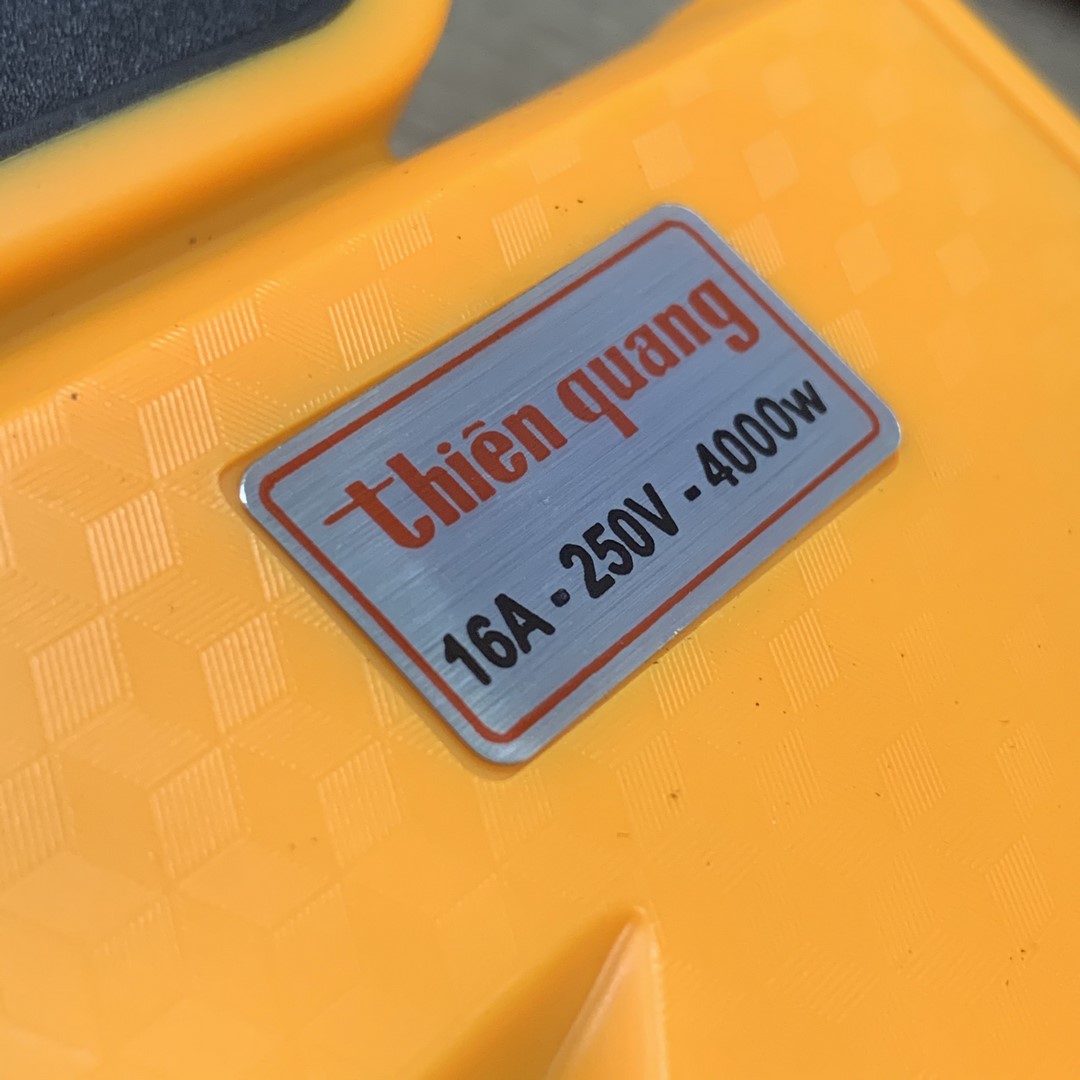 thiên quang
16A - 250V - 4000w